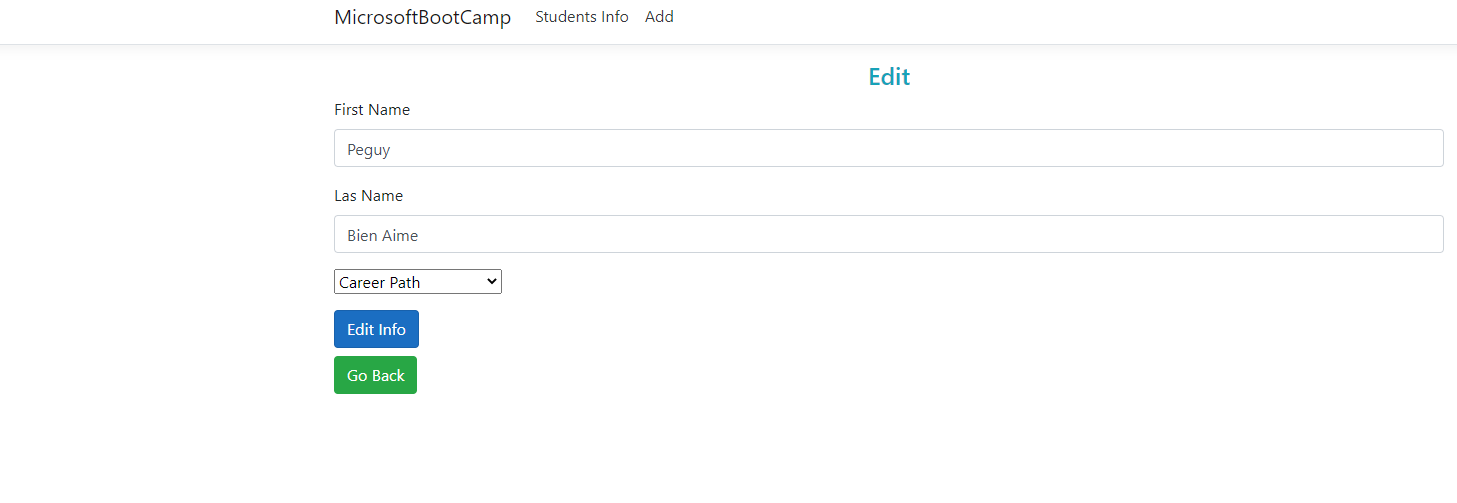 MicrosoftBootCamp Students Info Add
Edit
First Name
Peguy
Las Name
Bien Aime
Career Path
Edit Info
Go Back